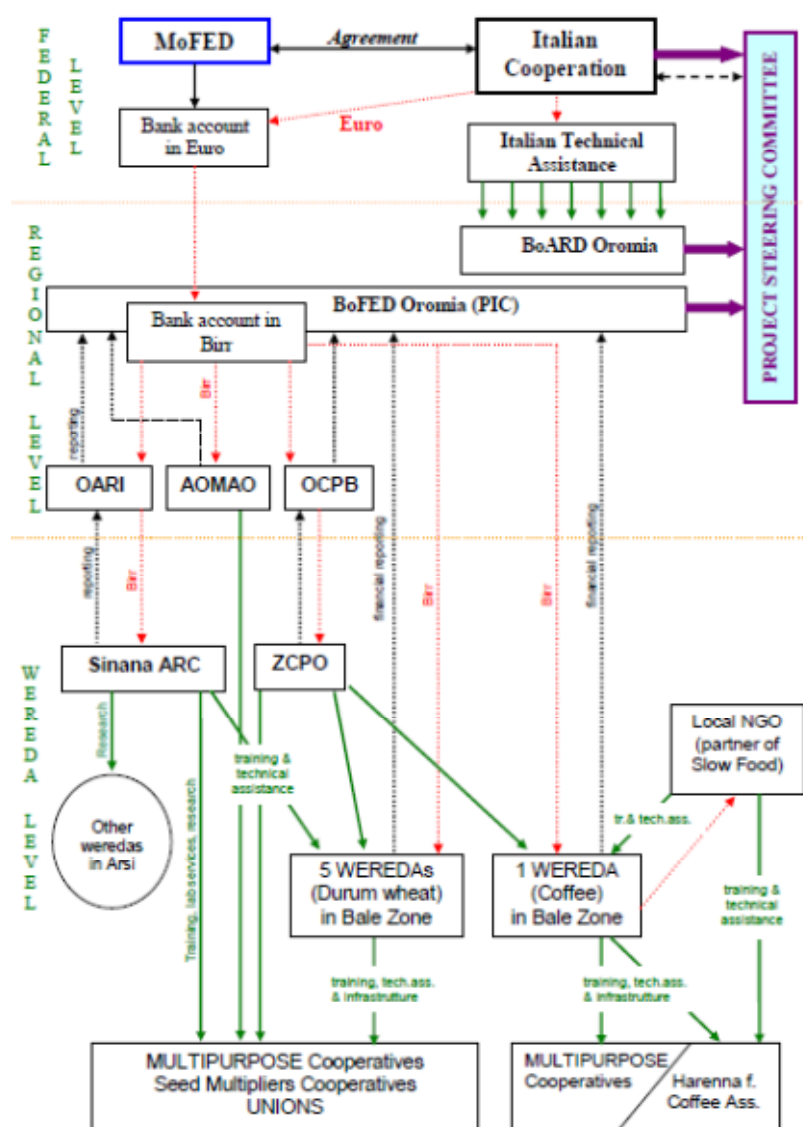 FEDERAL
LEVEL
MoFED
Agreement
Italian
Cooperation
Bank account
in Euro
Euro
Italian Technical
Assistance
PROJECT STEERING COMMITTEE
REGIONAL LEVEL
BoARD Oromia
BoFED Oromia (PIC)
Bank account in
Birr
reporting
Birr
OARI
AOMAO
OCPB
reporting
Birr
financial reporting
Birr
Birr
financial reporting
WEREDA LEVEL
Sinana ARC
ZCPO
Research
Training, lab services, research
training &
technical
assistance
Local NGO
(partner of
Slow Food)
tr.& tech.ass.
Other
weredas
in Arsi
5 WEREDAs
(Durum wheat)
in Bale Zone
1 WEREDA
(Coffee)
in Bale Zone
training &
technical
assistance
training, tech.ass.
& infrastrutture
training, tech.ass.
& infrastrutture
MULTIPURPOSE Cooperatives
Seed Multipliers Cooperatives
UNIONS
MULTIPURPOSE
Cooperatives
Harenna f.
Coffee Ass.